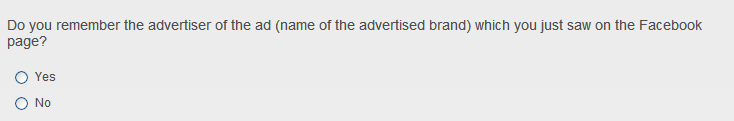 Do you remember the advertiser of the ad (name of the advertised brand) which you just saw on the Facebook
page?
Yes
No